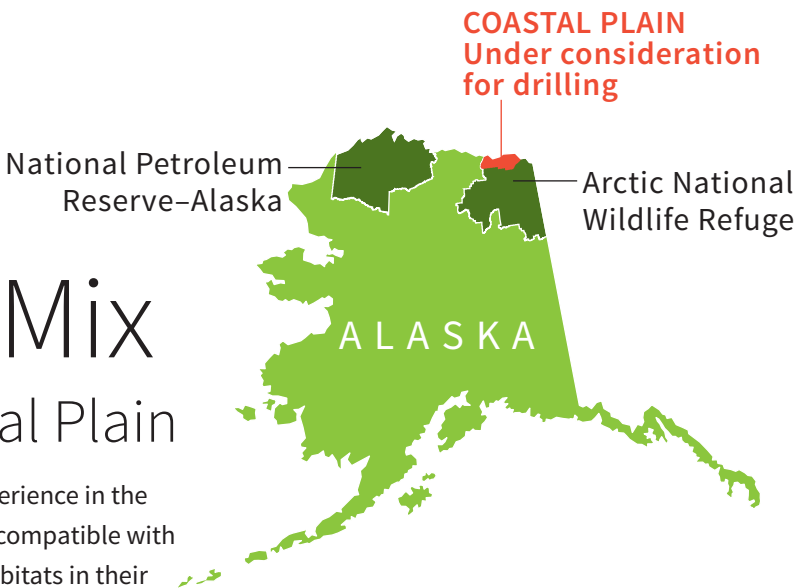 COASTAL PLAIN
Under consideration
for drilling
National Petroleum
Reserve–Alaska
Arctic National
Wildlife Refuge
Mix
ALASKA
al Plain
erience in the
compatible with
bitats in their